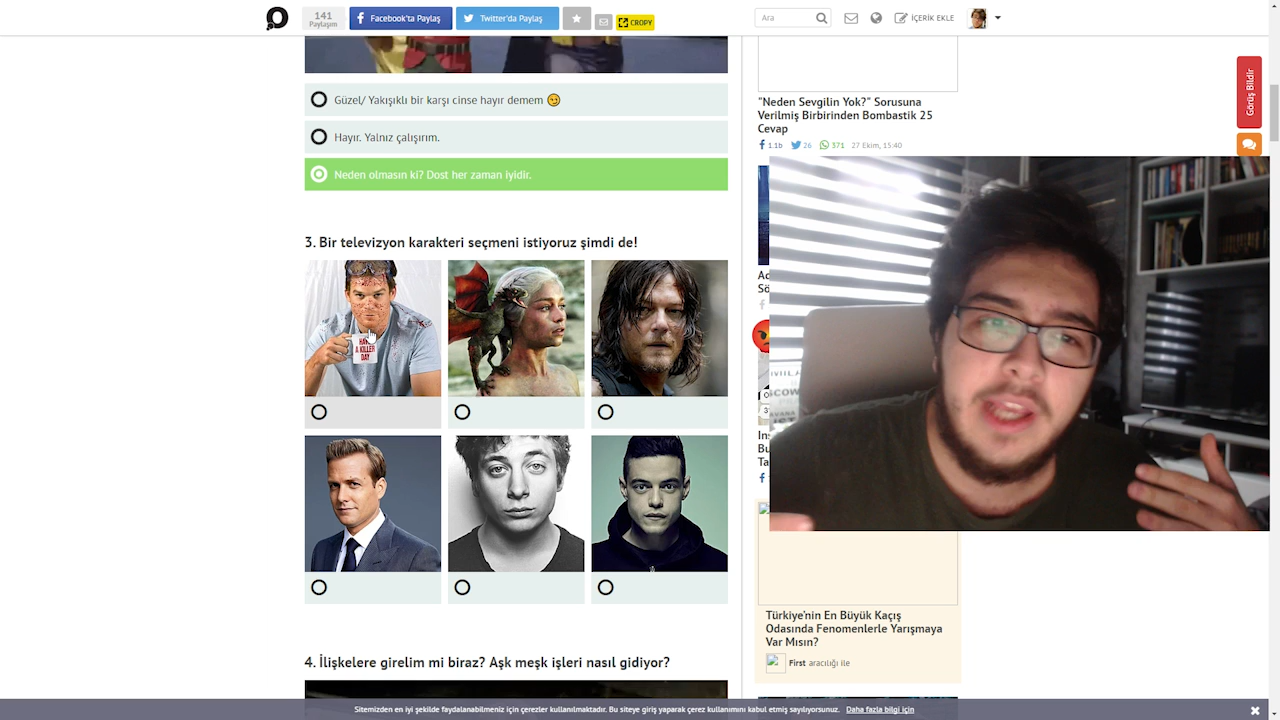 141
Paylaşım
Facebook'ta Paylaş
Twitter'da Paylaş
CROPY
Ara
İÇERİK EKLE
Güzel/ Yakışıklı bir karşı cinse hayır demem 😏
Hayır. Yalnız çalışırım.
Neden olmasın ki? Dost her zaman iyidir.
3. Bir televizyon karakteri seçmeni istiyoruz şimdi de!
A KILLER
DAY
4. İlişkelere girelim mi biraz? Aşk meşk işleri nasıl gidiyor?
"Neden Sevgilin Yok?" Sorusuna
Verilmiş Birbirinden Bombastik 25
Cevap
1.1b 26 371 27 Ekim, 15:40
Görüş Bildir
Türkiye'nin En Büyük Kaçış
Odasında Fenomenlerle Yarışmaya
Var Mısın?
First aracılığı ile
Sitemizden en iyi şekilde faydalanabilmeniz için çerezler kullanılmaktadır. Bu siteye giriş yaparak çerez kullanımını kabul etmiş sayılıyorsunuz. Daha fazla bilgi için